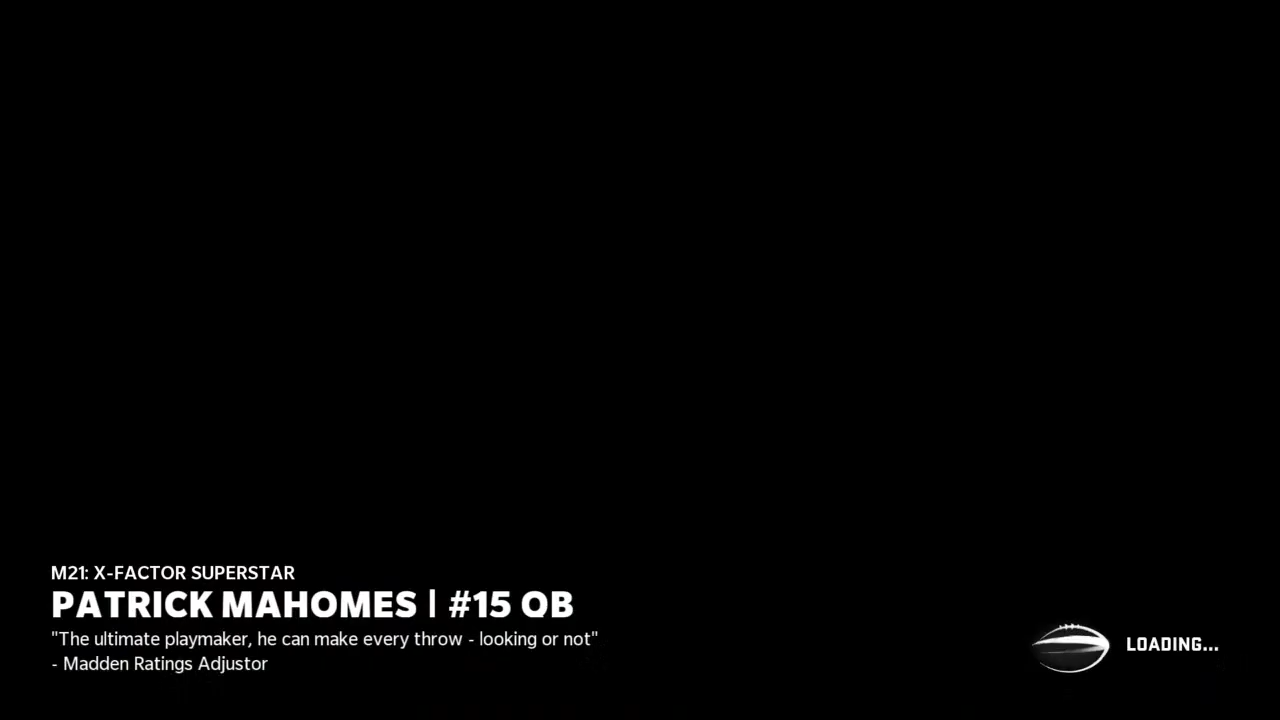 M21: X-FACTOR SUPERSTAR
PATRICK MAHOMES | #15 QB
"The ultimate playmaker, he can make every throw - looking or not"
- Madden Ratings Adjustor
LOADING...